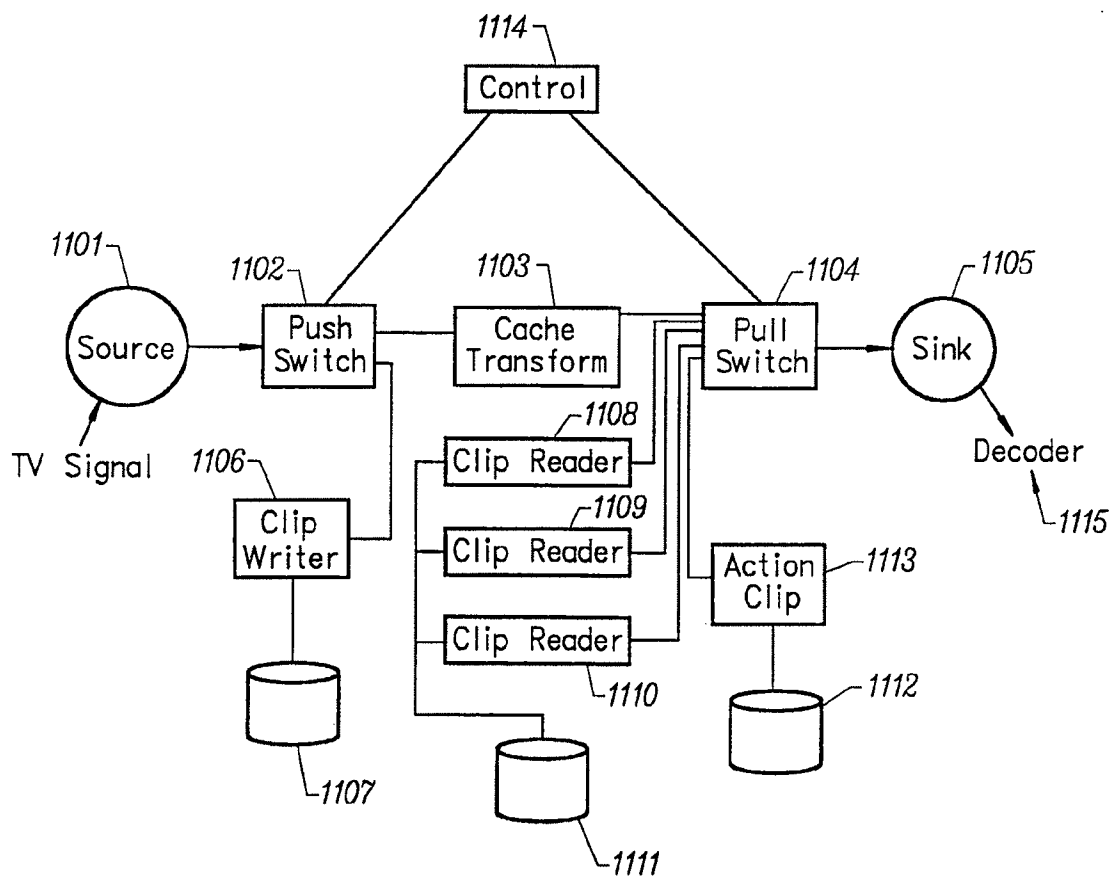 1114
Control
1101
1102
1103
1104
1105
Source
Push
Switch
Cache
Transform
Pull
Switch
Sink
TV Signal
1106
1108
Clip Reader
Decoder
1109
1115
Clip
Writer
Clip Reader
Action
Clip
1113
Clip Reader
1110
1112
1107
1111